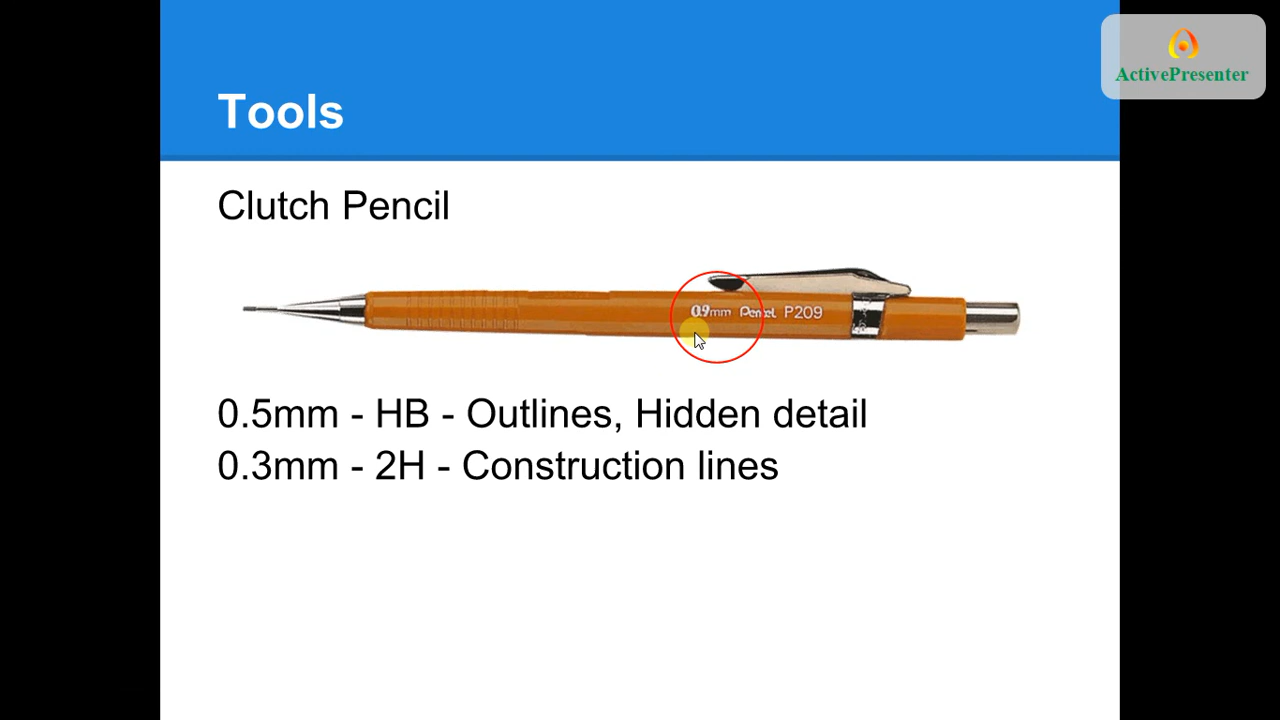 ActivePresenter
Tools
Clutch Pencil
0.9mm Pentel P209
0.5mm - HB - Outlines, Hidden detail
0.3mm - 2H - Construction lines